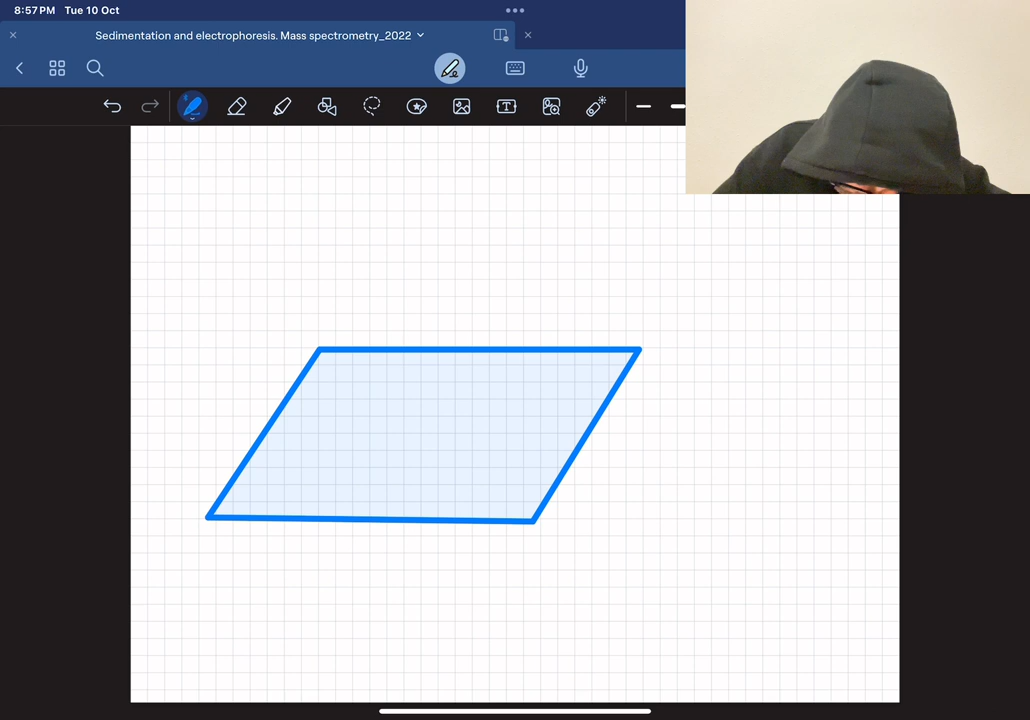 8:57 PM Tue 10 Oct
Sedimentation and electrophoresis. Mass spectrometry_2022
T